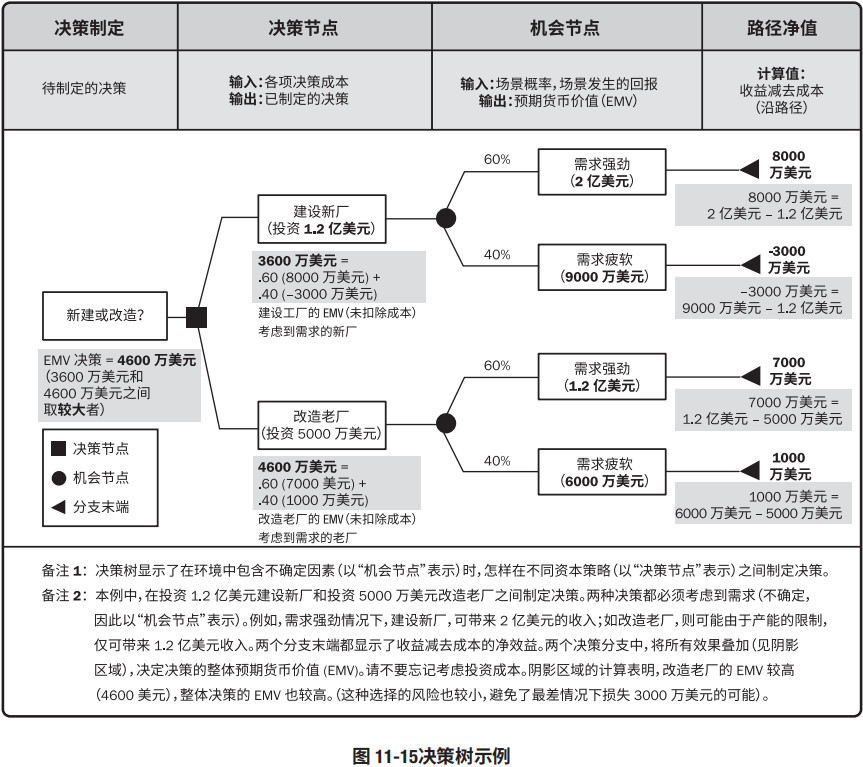 决策制定
决策节点
机会节点
路径净值
待制定的决策
输入：各项决策成本
输出：已制定的决策
输入：场景概率，场景发生的回报
输出：预期货币价值（EMV）
计算值：
收益减去成本
（沿路径）
新建或改造？
EMV 决策 = 4600 万美元
（3600 万美元和
4600 万美元之间
取较大者）
决策节点
机会节点
分支末端
建设新厂
（投资 1.2 亿美元）
3600 万美元 =
.60 (8000 万美元) +
.40 (–3000 万美元)
建设工厂的 EMV（未扣除成本）
考虑到需求的新厂
60%
需求强劲
（2 亿美元）
8000
万美元
8000 万美元 =
2 亿美元 – 1.2 亿美元
40%
需求疲软
（9000 万美元）
-3000
万美元
–3000 万美元 =
9000 万美元 – 1.2 亿美元
改造老厂
（投资 5000 万美元）
4600 万美元 =
.60 (7000 美元) +
.40 (1000 万美元)
改造老厂的 EMV（未扣除成本）
考虑到需求的老厂
60%
需求强劲
（1.2 亿美元）
7000
万美元
7000 万美元 =
1.2 亿美元 – 5000 万美元
40%
需求疲软
（6000 万美元）
1000
万美元
1000 万美元 =
6000 万美元 – 5000 万美元
备注 1：决策树显示了在环境中包含不确定因素（以“机会节点”表示）时，怎样在不同资本策略（以“决策节点”表示）之间制定决策。
备注 2：本例中，在投资 1.2 亿美元建设新厂和投资 5000 万美元改造老厂之间制定决策。两种决策都必须考虑到需求（不确定，
因此以“机会节点”表示）。例如，需求强劲情况下，建设新厂，可带来 2 亿美元的收入；如改造老厂，则可能由于产能的限制，
仅可带来 1.2 亿美元收入。两个分支末端都显示了收益减去成本的净效益。两个决策分支中，将所有效果叠加（见阴影
区域），决定决策的整体预期货币价值 (EMV)。请不要忘记考虑投资成本。阴影区域的计算表明，改造老厂的 EMV 较高
（4600 美元），整体决策的 EMV 也较高。（这种选择的风险也较小，避免了最差情况下损失 3000 万美元的可能）。
图 11-15决策树示例